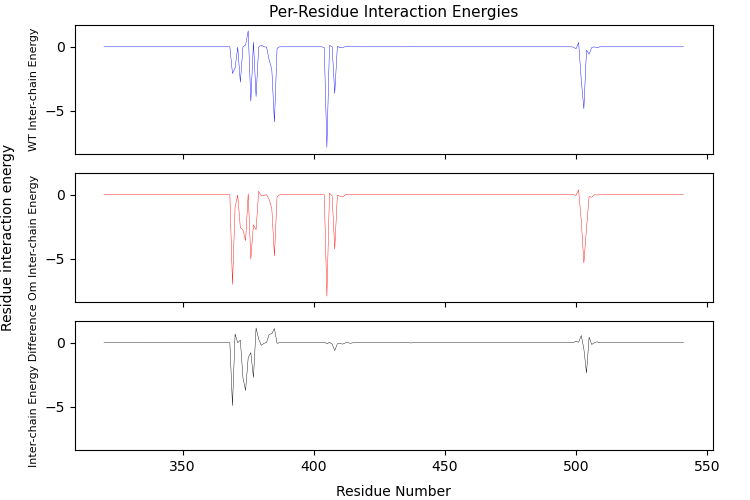 Per-Residue Interaction Energies
Residue interaction energy
WT Inter-chain Energy
0
−5
Om Inter-chain Energy
0
−5
Inter-chain Energy Difference
0
−5
350
400
450
500
550
Residue Number